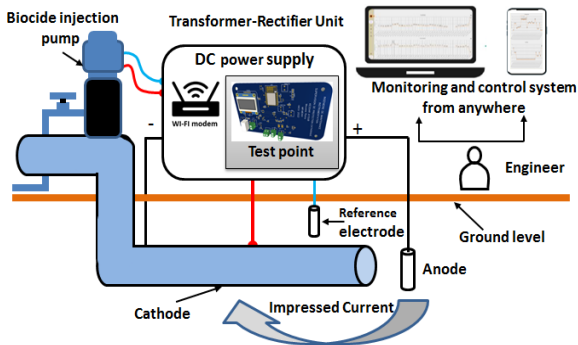 Biocide injection
pump
Transformer-Rectifier Unit
DC power supply
WI-FI modem
Test point
-
+
Monitoring and control system
from anywhere
Engineer
Reference
electrode
Ground level
Anode
Cathode
Impressed Current